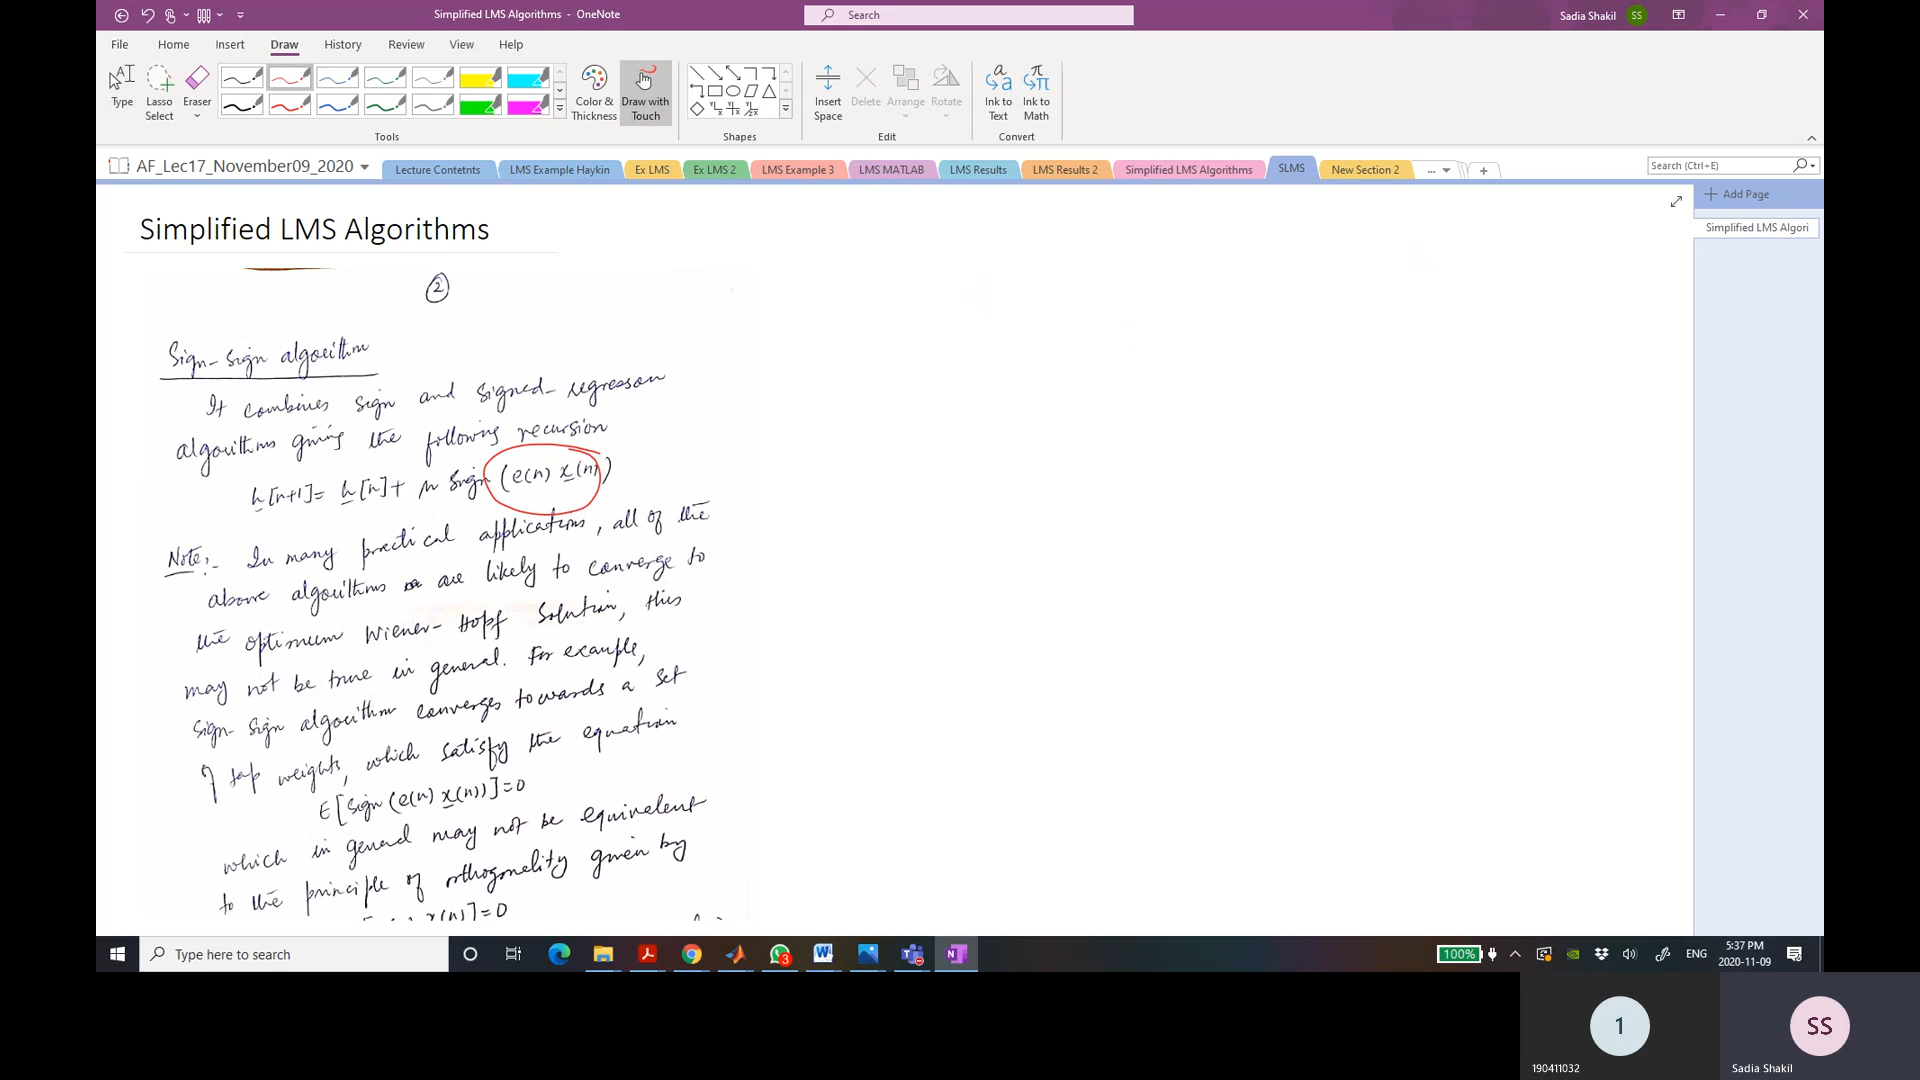 Simplified LMS Algorithms - OneNote
Search
Sadia Shakil
SS
File Home Insert Draw History Review View Help
Type
Lasso Select
Eraser
Color & Thickness
Draw with Touch
Insert Space
Delete
Arrange
Rotate
Ink to Text
Ink to Math
Tools
Shapes
Edit
Convert
AF_Lec17_November09_2020
Lecture Contetnts
LMS Example Haykin
Ex LMS
Ex LMS 2
LMS Example 3
LMS MATLAB
LMS Results
LMS Results 2
Simplified LMS Algorithms
SLMS
New Section 2
...
Search (Ctrl+E)
Add Page
Simplified LMS Algori
Simplified LMS Algorithms
2
Sign-Sign algorithm
It combines sign and signed-regressor
algorithms giving the following recursion
h[n+1] = h[n] + μ sign (e(n) x(n))
Note:- In many practical applications, all of the
above algorithms are likely to converge to
the optimum Wiener-Hopf Solution, this
may not be true in general. For example,
sign-sign algorithm converges towards a set
of tap weights, which satisfy the equation
E[sign(e(n) x(n))]=0
which in general may not be equivalent
to the principle of orthogonality given by
x(n)]=0
Type here to search
3
100%
ENG
5:37 PM
2020-11-09
1
190411032
SS
Sadia Shakil